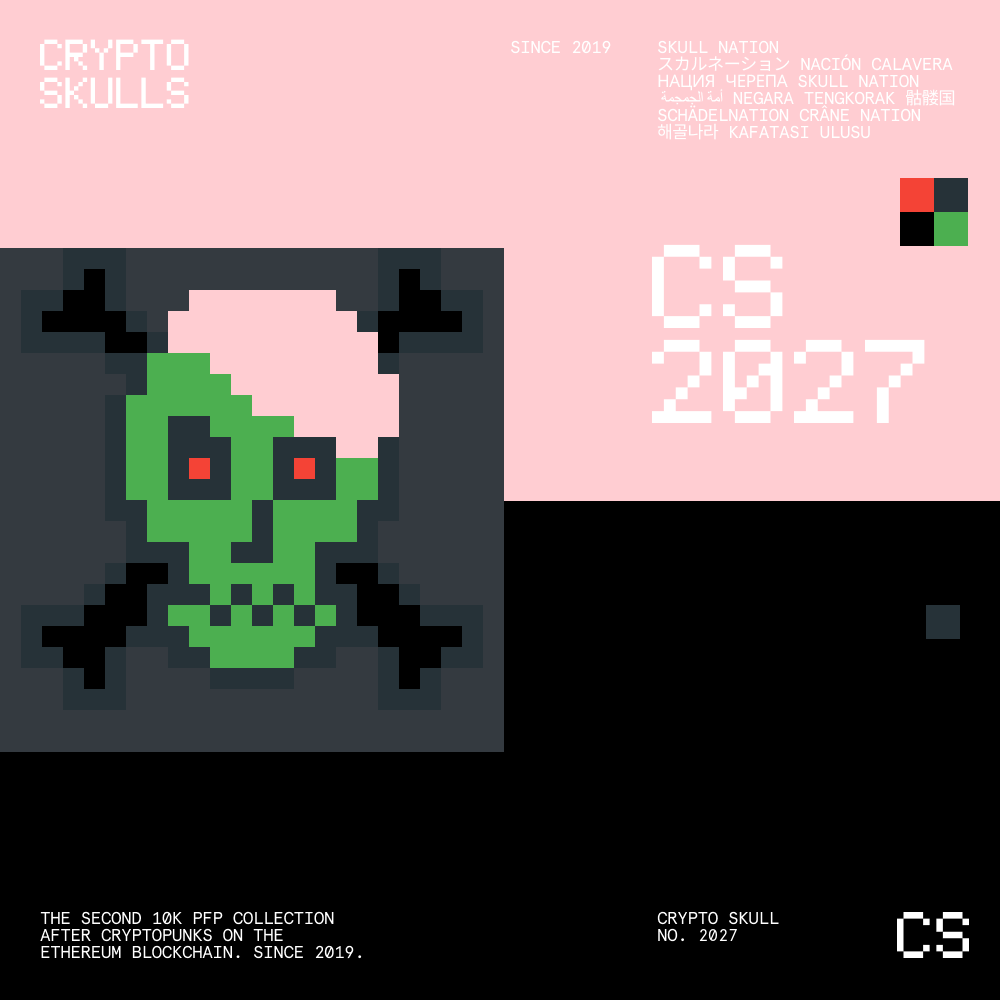 CRYPTO
SKULLS
SINCE 2019
SKULL NATION
スカルネーション NACIÓN CALAVERA
НАЦИЯ ЧЕРЕПА SKULL NATION
أمة الجمجمة NEGARA TENGKORAK 骷髅国
SCHÄDELNATION CRÂNE NATION
해골나라 KAFATASI ULUSU
CS
2027
THE SECOND 10K PFP COLLECTION
AFTER CRYPTOPUNKS ON THE
ETHEREUM BLOCKCHAIN. SINCE 2019.
CRYPTO SKULL
NO. 2027
CS